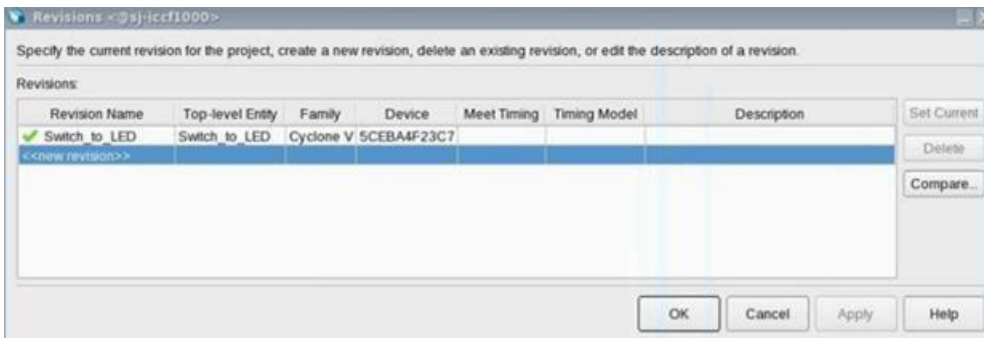 Revisions <@sj-iccf1000>
Specify the current revision for the project, create a new revision, delete an existing revision, or edit the description of a revision.
Revisions:
Revision Name Top-level Entity Family Device Meet Timing Timing Model Description
Switch_to_LED Switch_to_LED Cyclone V 5CEBA4F23C7
<<new revision>>
Set Current
Delete
Compare...
OK Cancel Apply Help